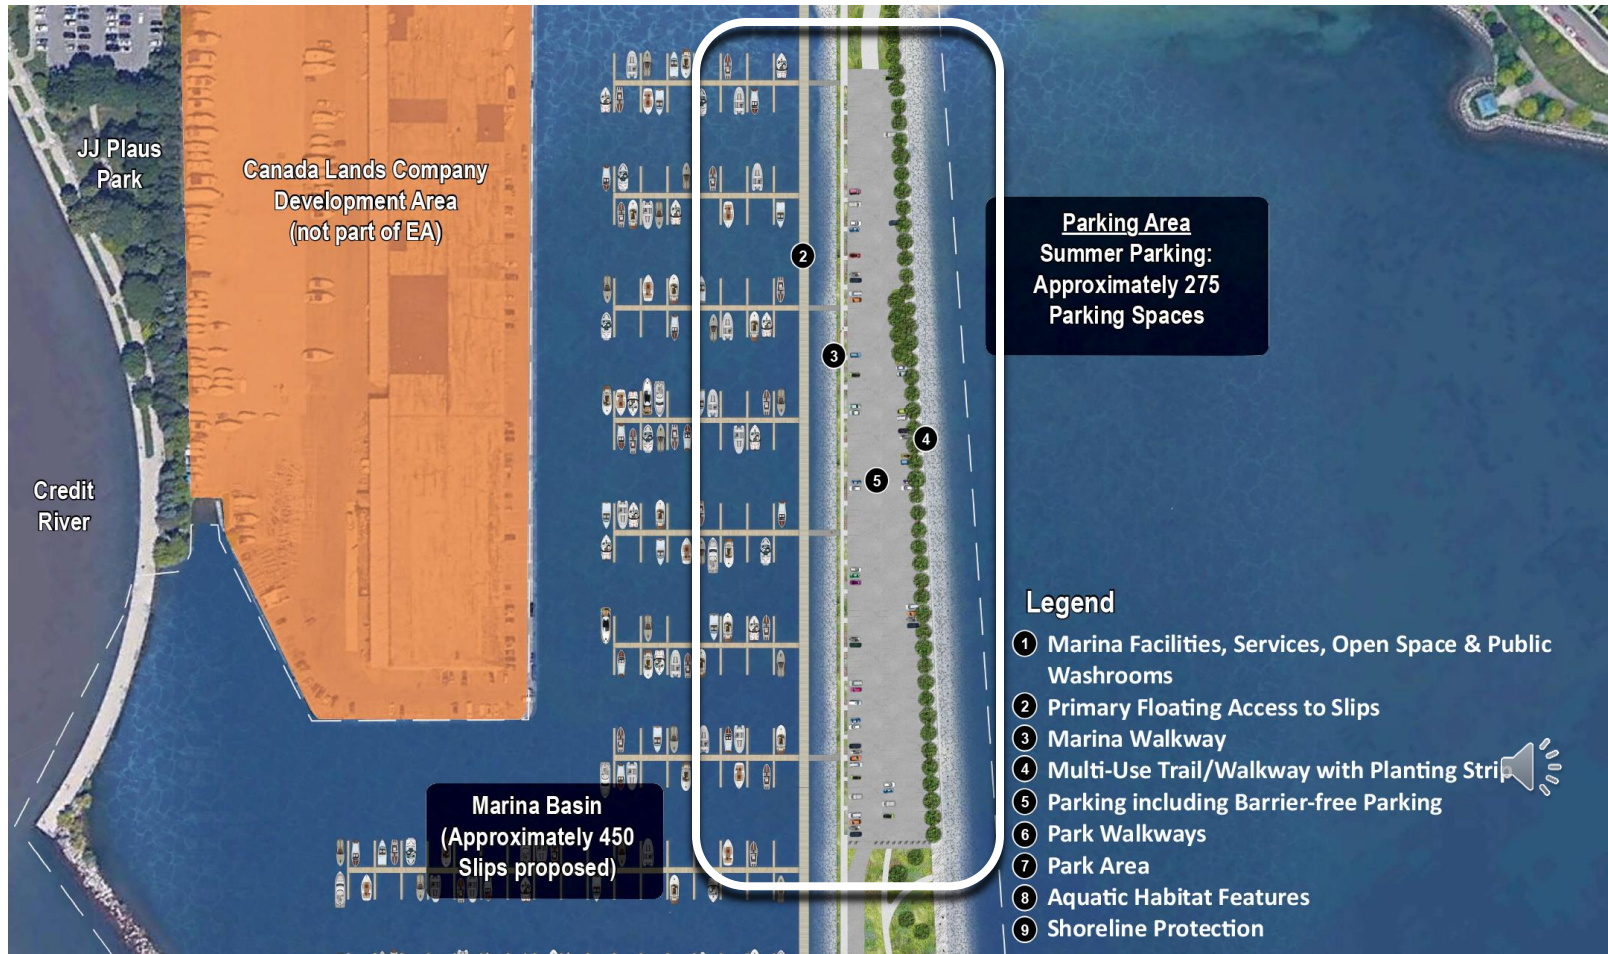 JJ Plaus
Park
Canada Lands Company
Development Area
(not part of EA)
Credit
River
2
3
4
5
Parking Area
Summer Parking:
Approximately 275
Parking Spaces
Marina Basin
(Approximately 450
Slips proposed)
Legend
1 Marina Facilities, Services, Open Space & Public
Washrooms
2 Primary Floating Access to Slips
3 Marina Walkway
4 Multi-Use Trail/Walkway with Planting Strip
5 Parking including Barrier-free Parking
6 Park Walkways
7 Park Area
8 Aquatic Habitat Features
9 Shoreline Protection